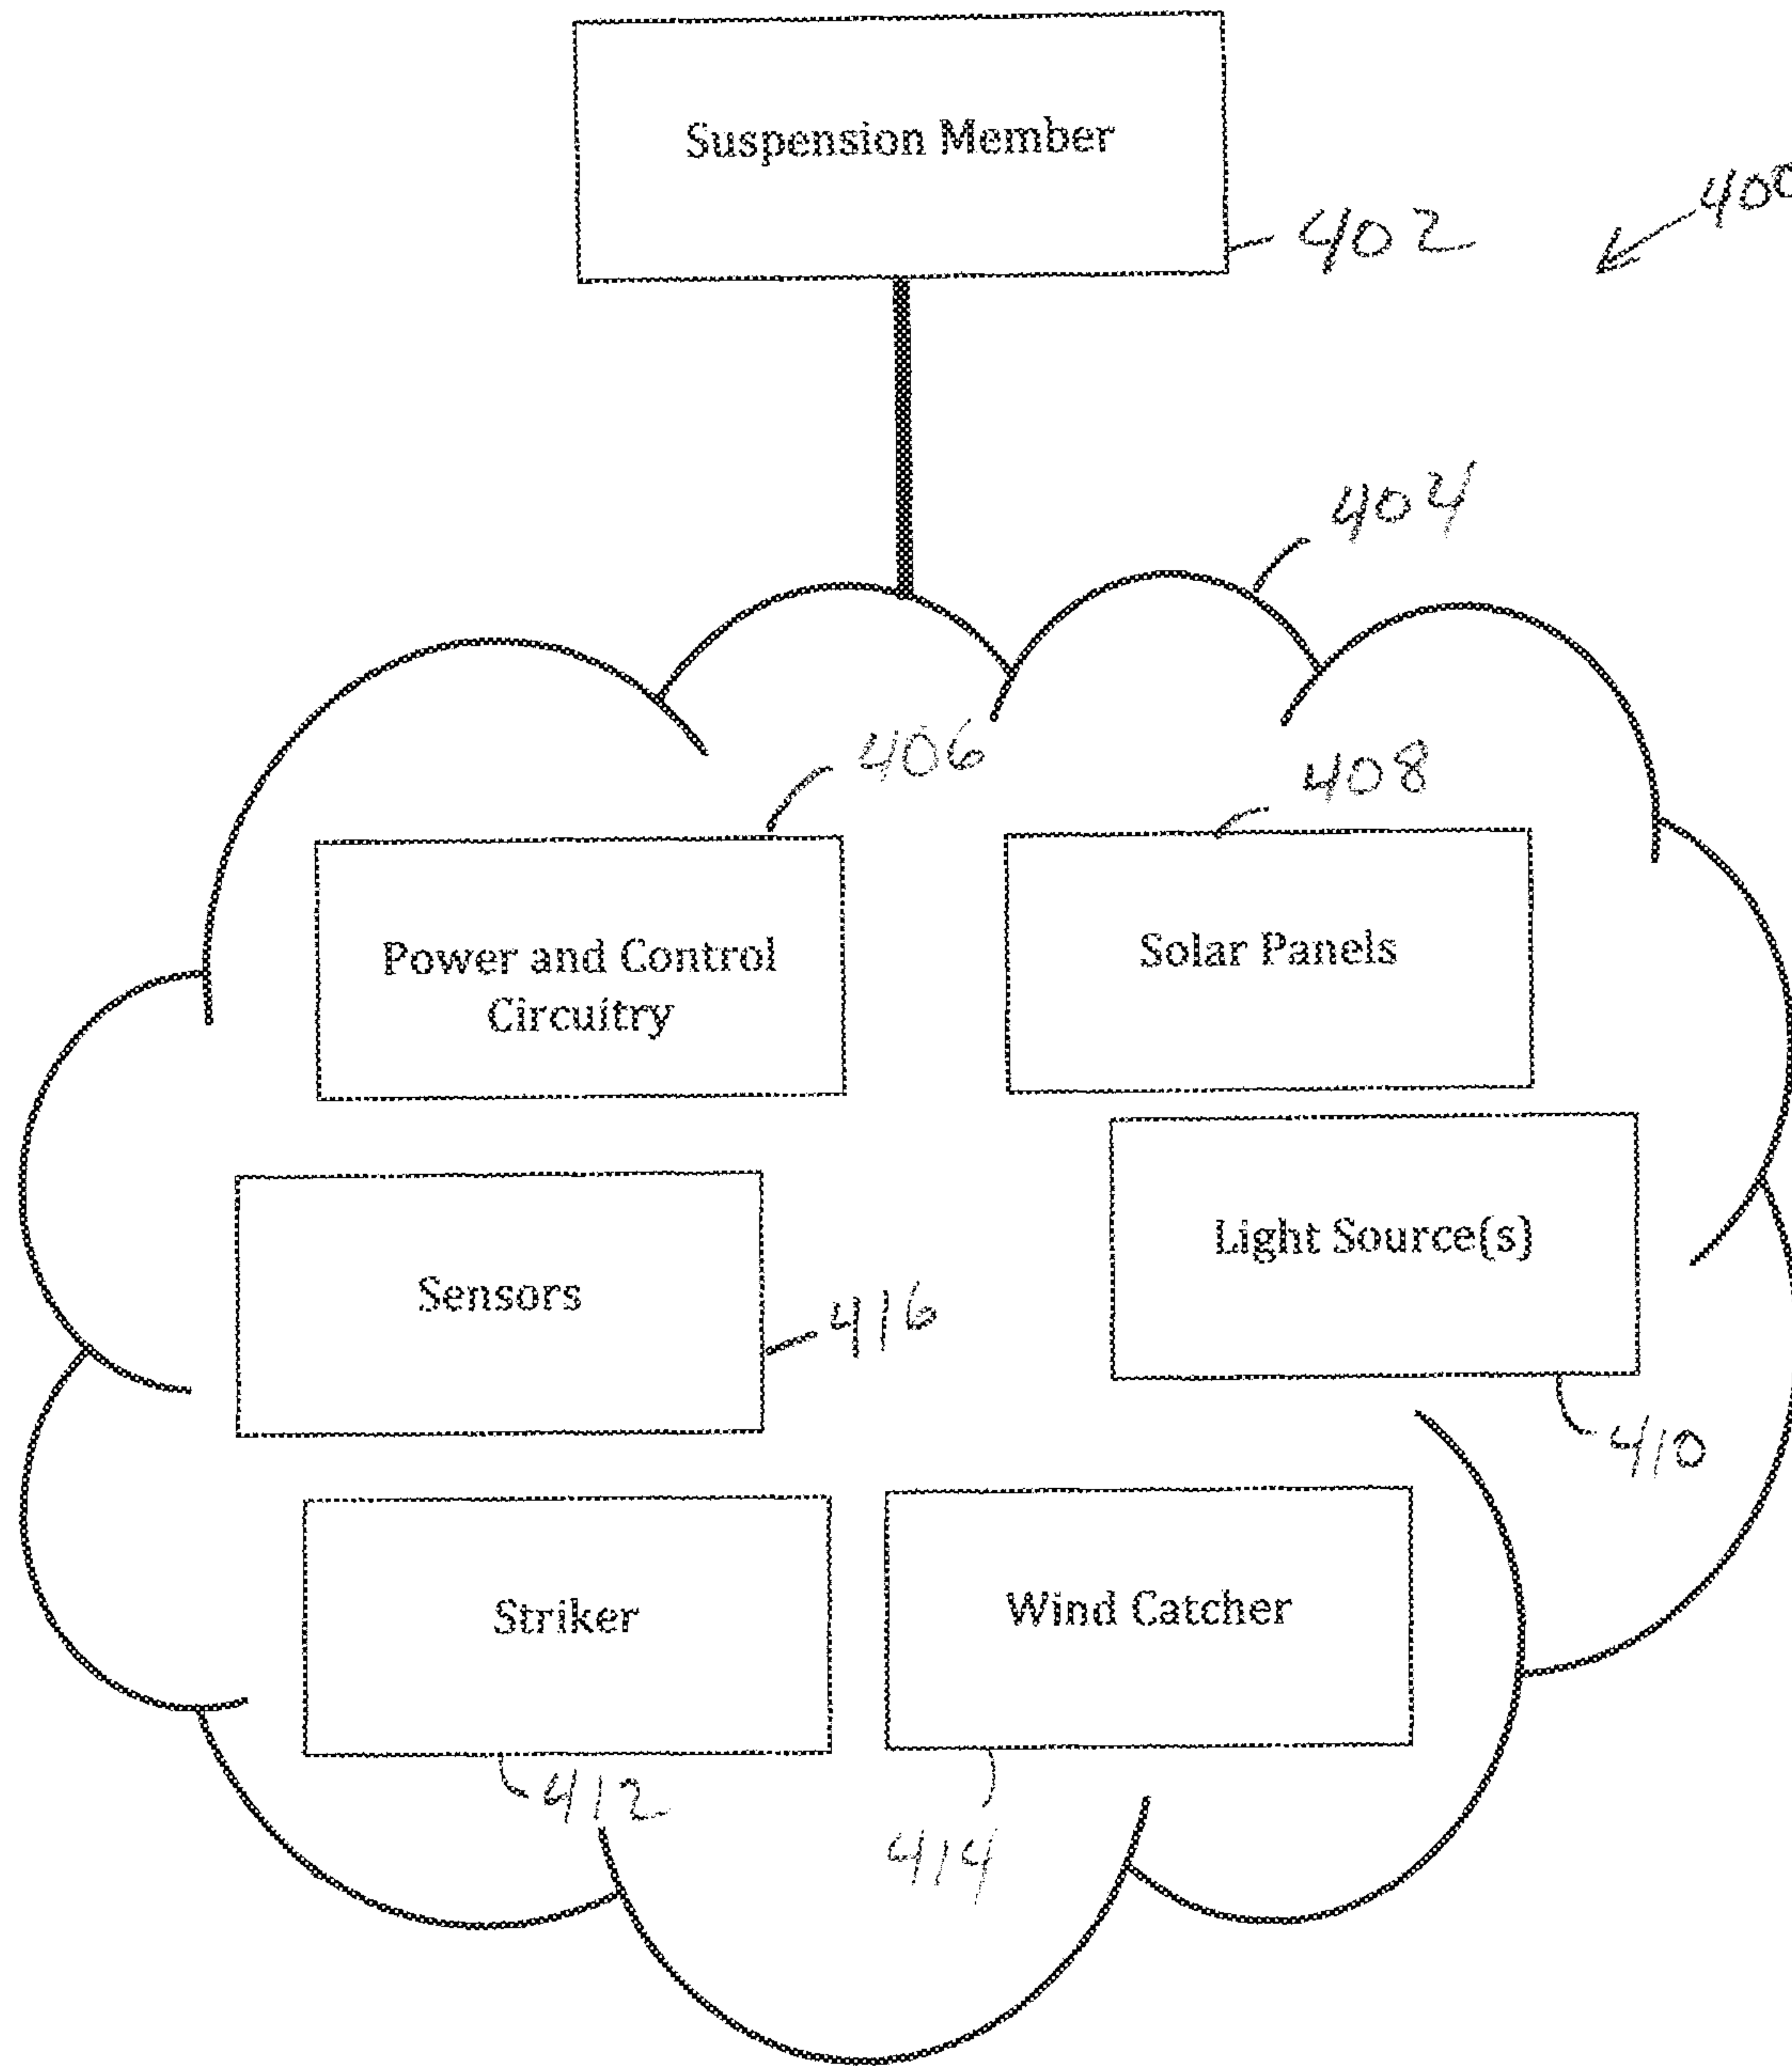 Suspension Member
402
400
404
406
408
Power and Control
Circuitry
Solar Panels
Sensors
416
Light Source(s)
410
Striker
412
Wind Catcher
414